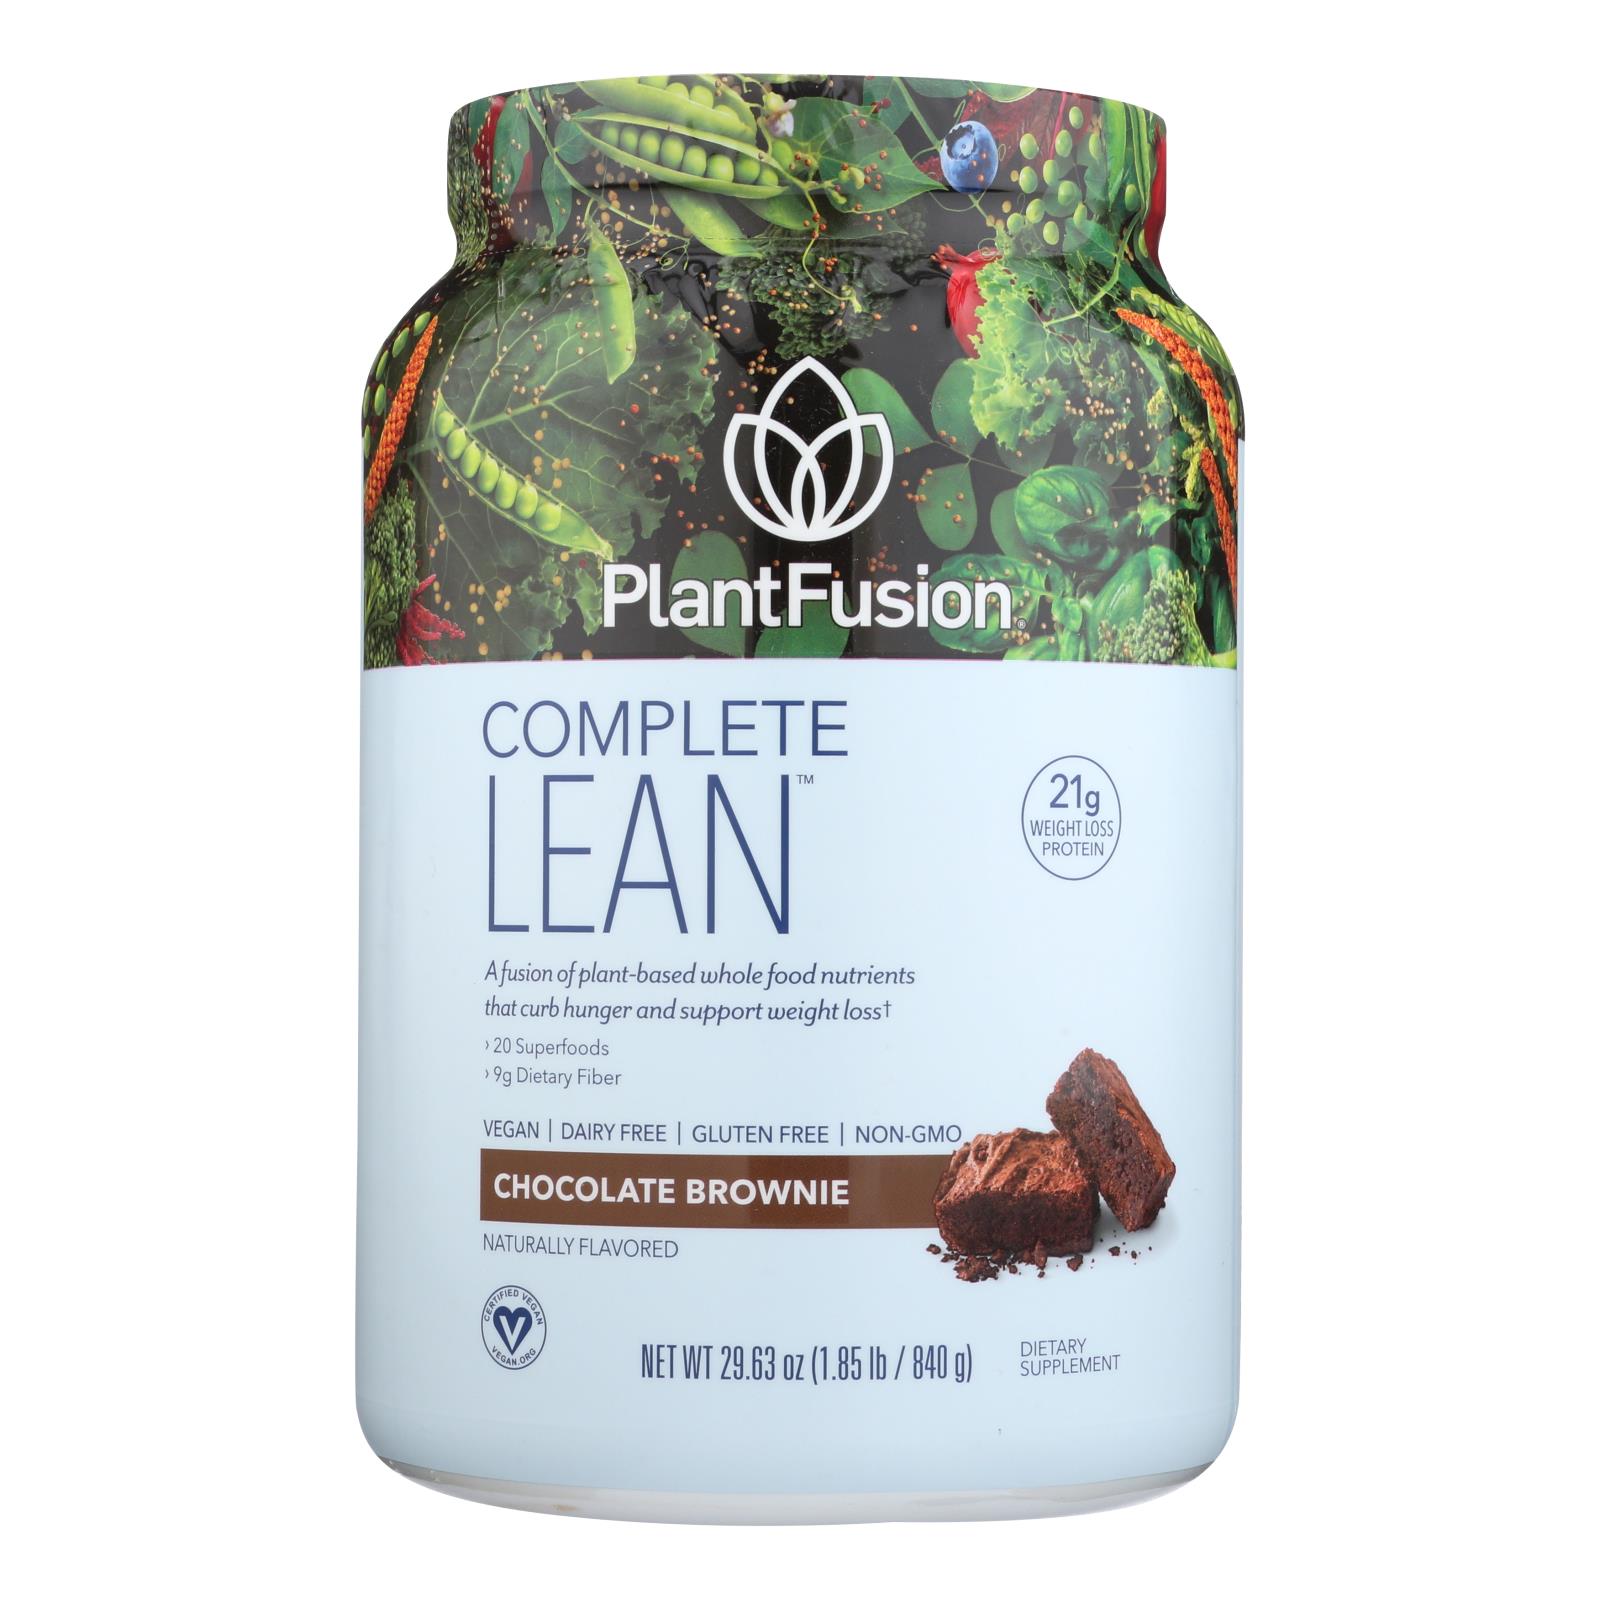 PlantFusion®
COMPLETE
LEAN™
21g
WEIGHT LOSS
PROTEIN
A fusion of plant-based whole food nutrients
that curb hunger and support weight loss†
› 20 Superfoods
› 9g Dietary Fiber
VEGAN | DAIRY FREE | GLUTEN FREE | NON-GMO
CHOCOLATE BROWNIE
NATURALLY FLAVORED
CERTIFIED VEGAN
V
VEGAN.ORG
NET WT 29.63 oz (1.85 lb / 840 g)
DIETARY
SUPPLEMENT